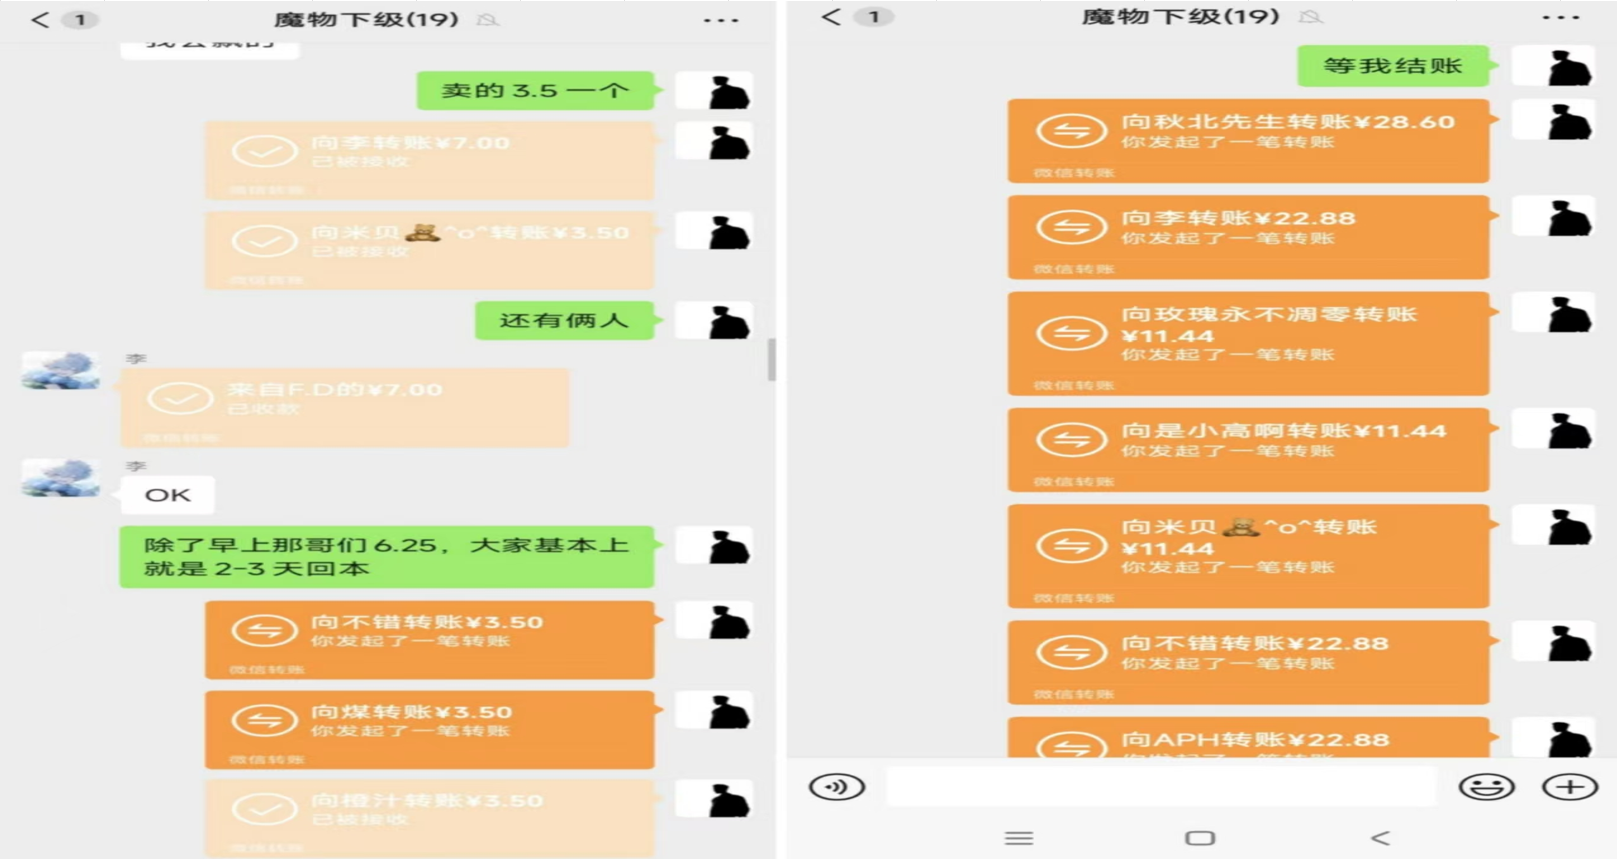 1
魔物下级(19)
卖的 3.5 一个
向李转账¥7.00
已被接收
微信转账
向米贝🧸^o^转账¥3.50
已被接收
微信转账
还有俩人
李
来自F.D的¥7.00
已收款
微信转账
李
OK
除了早上那哥们 6.25，大家基本上
就是 2-3 天回本
向不错转账¥3.50
你发起了一笔转账
微信转账
向煤转账¥3.50
你发起了一笔转账
微信转账
向橙汁转账¥3.50
已被接收
微信转账
1
魔物下级(19)
等我结账
向秋北先生转账¥28.60
你发起了一笔转账
微信转账
向李转账¥22.88
你发起了一笔转账
微信转账
向玫瑰永不凋零转账
¥11.44
你发起了一笔转账
微信转账
向是小高啊转账¥11.44
你发起了一笔转账
微信转账
向米贝🧸^o^转账
¥11.44
你发起了一笔转账
微信转账
向不错转账¥22.88
你发起了一笔转账
微信转账
向APH转账¥22.88